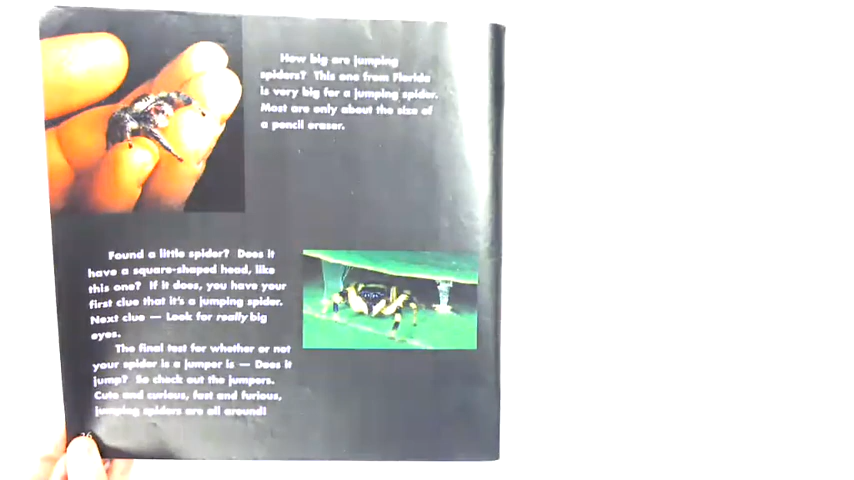 How big are jumping
spiders? This one from Florida
is very big for a jumping spider.
Most are only about the size of
a pencil eraser.
Found a little spider? Does it
have a square-shaped head, like
this one? If it does, you have your
first clue that it's a jumping spider.
Next clue — Look for really big
eyes.
The final test for whether or not
your spider is a jumper is — Does it
jump? So check out the jumpers.
Cute and curious, fast and furious,
jumping spiders are all around!
16